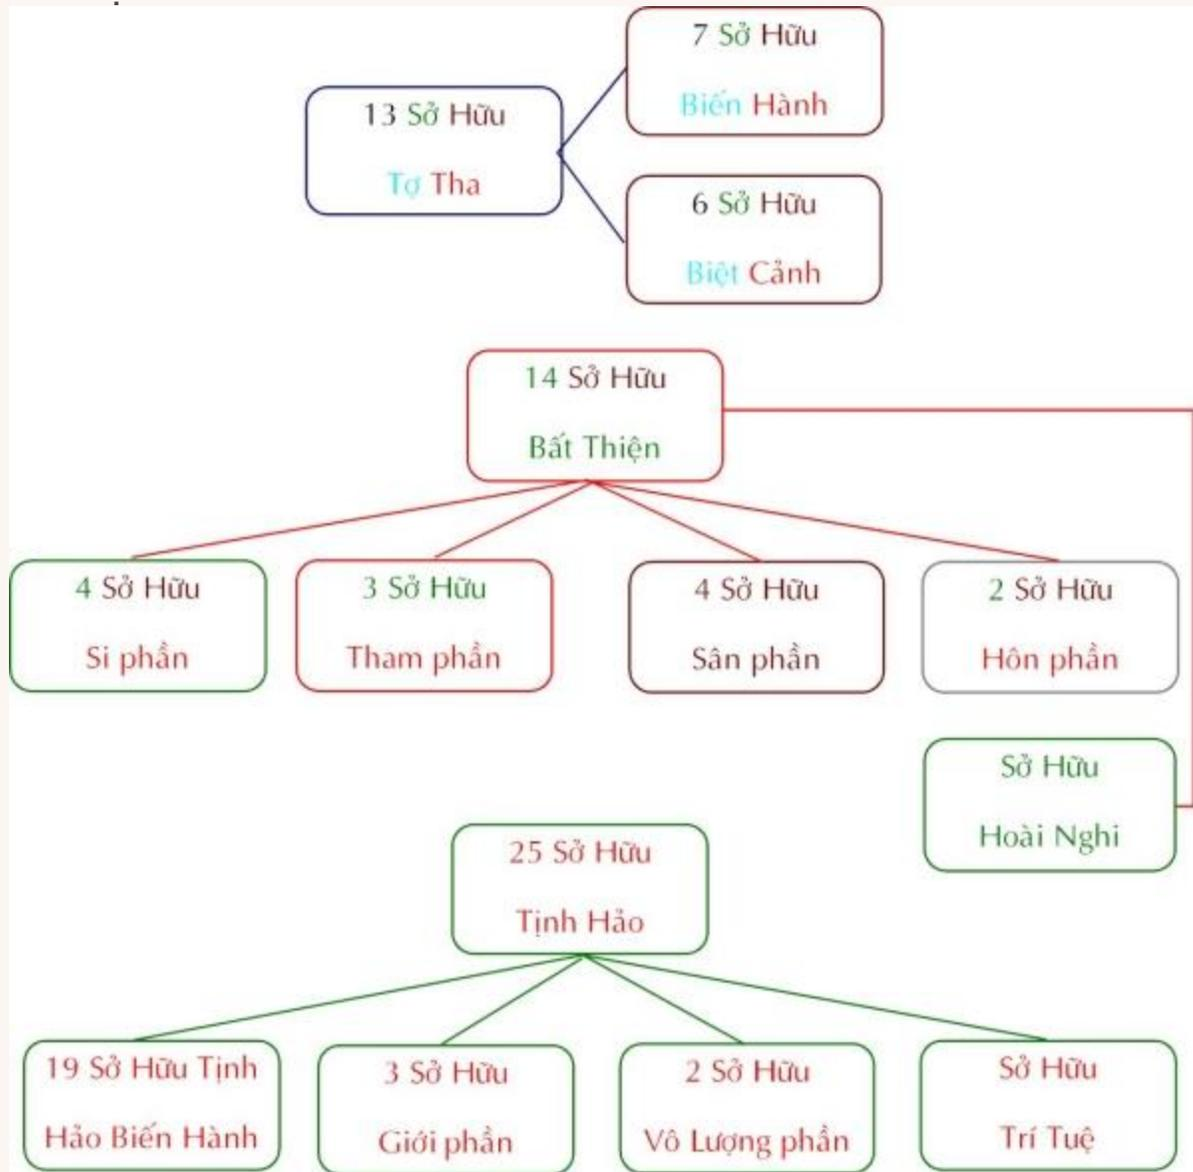 7 Sở Hữu
Biến Hành
13 Sở Hữu
Tợ Tha
6 Sở Hữu
Biệt Cảnh
14 Sở Hữu
Bất Thiện
4 Sở Hữu
Si phần
3 Sở Hữu
Tham phần
4 Sở Hữu
Sân phần
2 Sở Hữu
Hôn phần
Sở Hữu
Hoài Nghi
25 Sở Hữu
Tịnh Hảo
19 Sở Hữu Tịnh
Hảo Biến Hành
3 Sở Hữu
Giới phần
2 Sở Hữu
Vô Lượng phần
Sở Hữu
Trí Tuệ